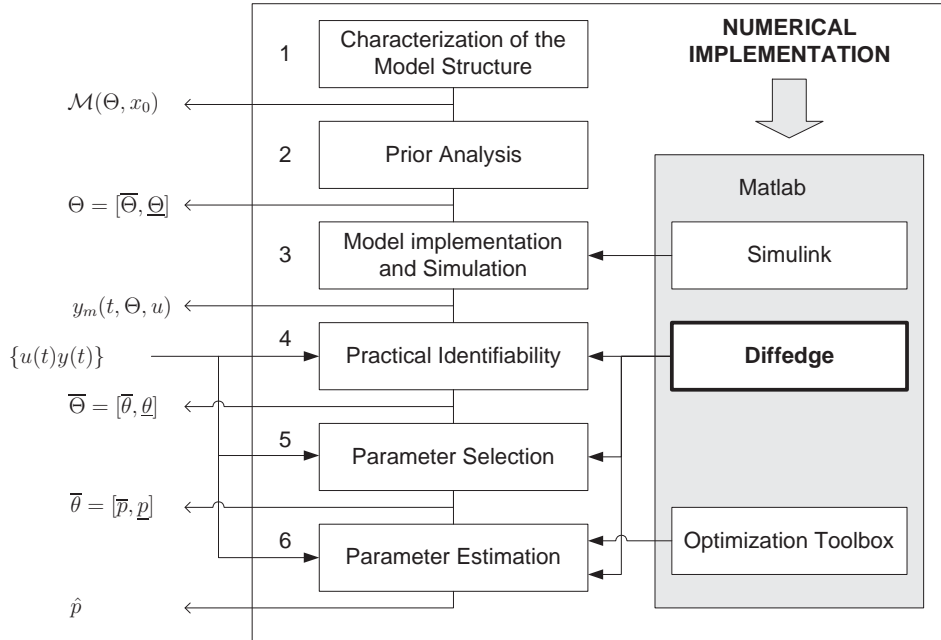 1
Characterization of the
Model Structure
NUMERICAL
IMPLEMENTATION
ℳ(Θ, x₀)
2
Prior Analysis
Matlab
Θ = [Θ̅, Θ̲]
3
Model implementation
and Simulation
Simulink
yₘ(t, Θ, u)
{u(t)y(t)}
4
Practical Identifiability
Diffedge
Θ̅ = [θ̅, θ̲]
5
Parameter Selection
θ̅ = [p̅, p̲]
6
Parameter Estimation
Optimization Toolbox
p̂